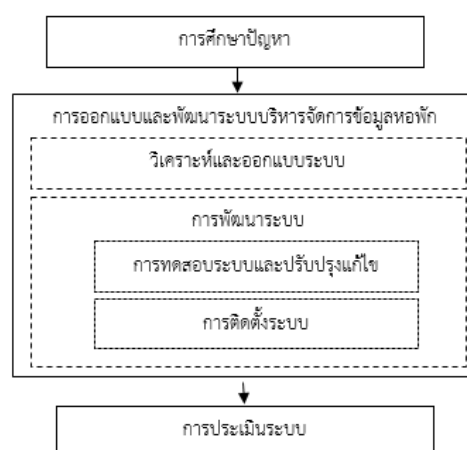 การศึกษาปัญหา
การออกแบบและพัฒนาระบบบริหารจัดการข้อมูลหอพัก
วิเคราะห์และออกแบบระบบ
การพัฒนาระบบ
การทดสอบระบบและปรับปรุงแก้ไข
การติดตั้งระบบ
การประเมินระบบ